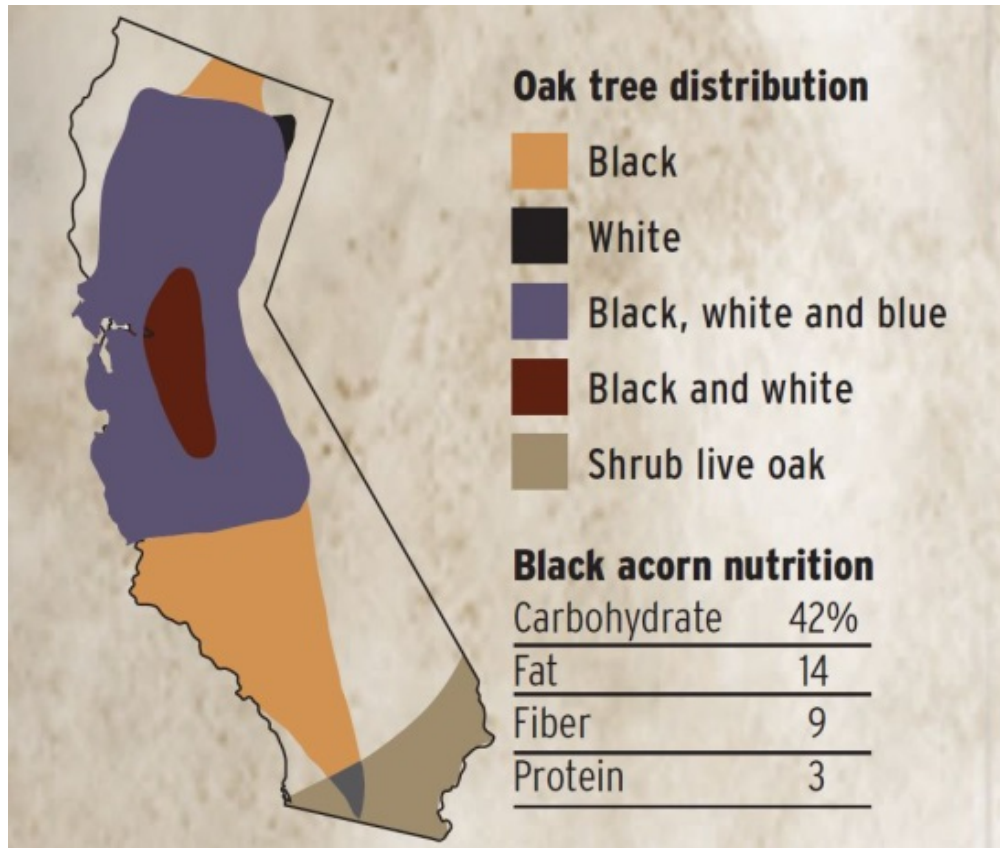 Oak tree distribution
Black
White
Black, white and blue
Black and white
Shrub live oak
Black acorn nutrition
Carbohydrate 42%
Fat 14
Fiber 9
Protein 3